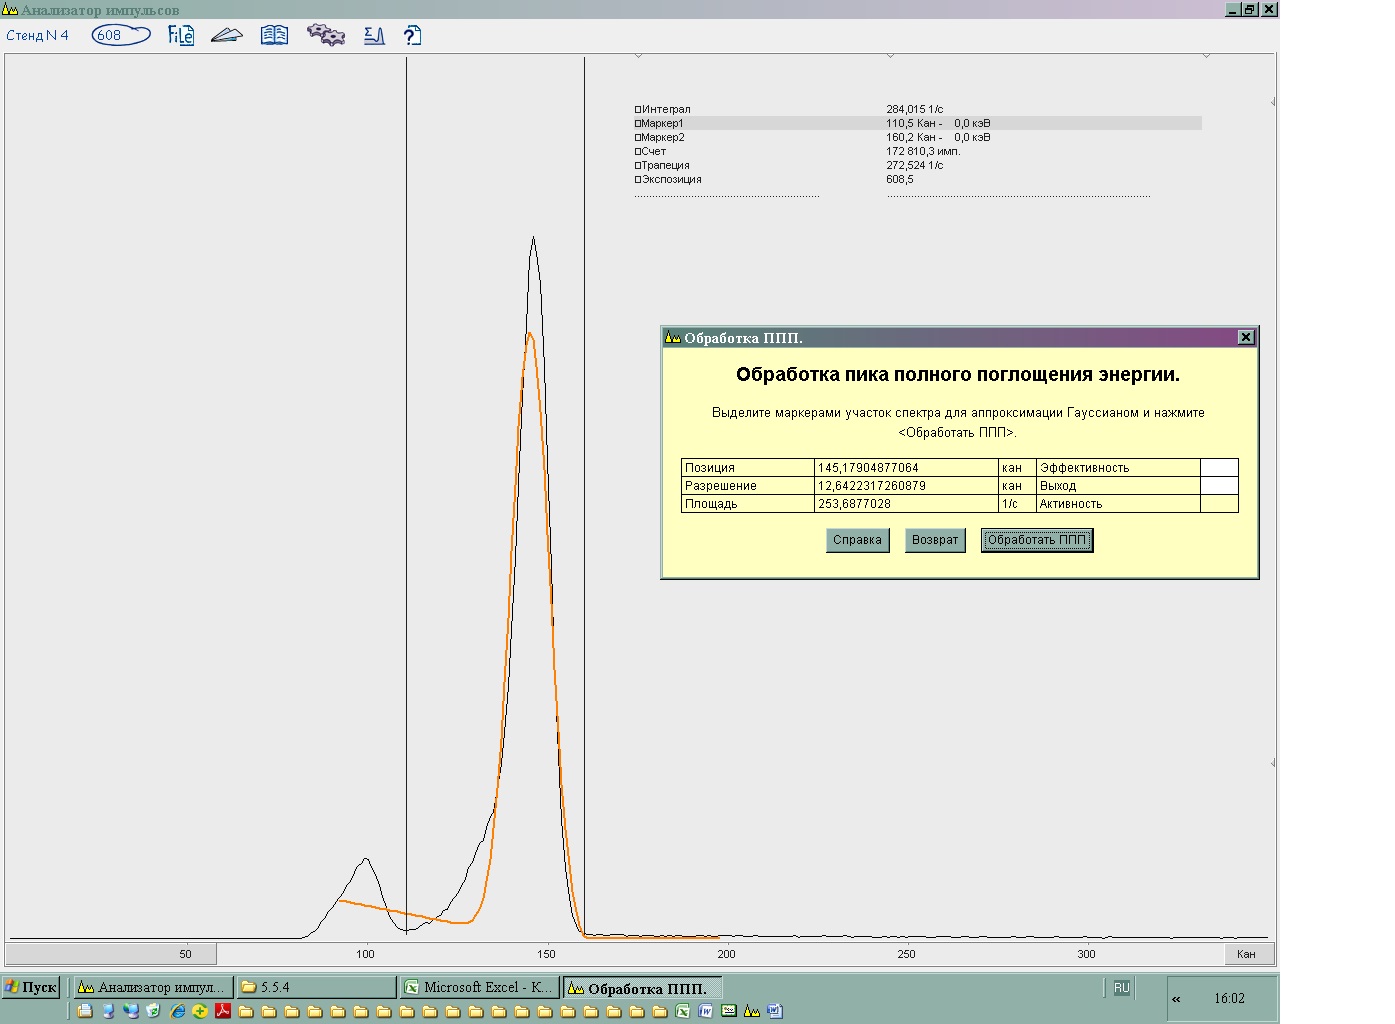 Анализатор импульсов
Стенд N 4
608
File
Интеграл 284,015 1/с
Маркер1 110,5 Кан - 0,0 кэВ
Маркер2 160,2 Кан - 0,0 кэВ
Счет 172 810,3 имп.
Трапеция 272,524 1/с
Экспозиция 608,5
Обработка ППП.
Обработка пика полного поглощения энергии.
Выделите маркерами участок спектра для аппроксимации Гауссианом и нажмите
<Обработать ППП>.
Позиция 145,17904877064 кан Эффективность
Разрешение 12,6422317260879 кан Выход
Площадь 253,6877028 1/с Активность
Справка Возврат Обработать ППП
50 100 150 200 250 300 Кан
Пуск Анализатор импул... 5.5.4 Microsoft Excel - К... Обработка ППП. RU « 16:02